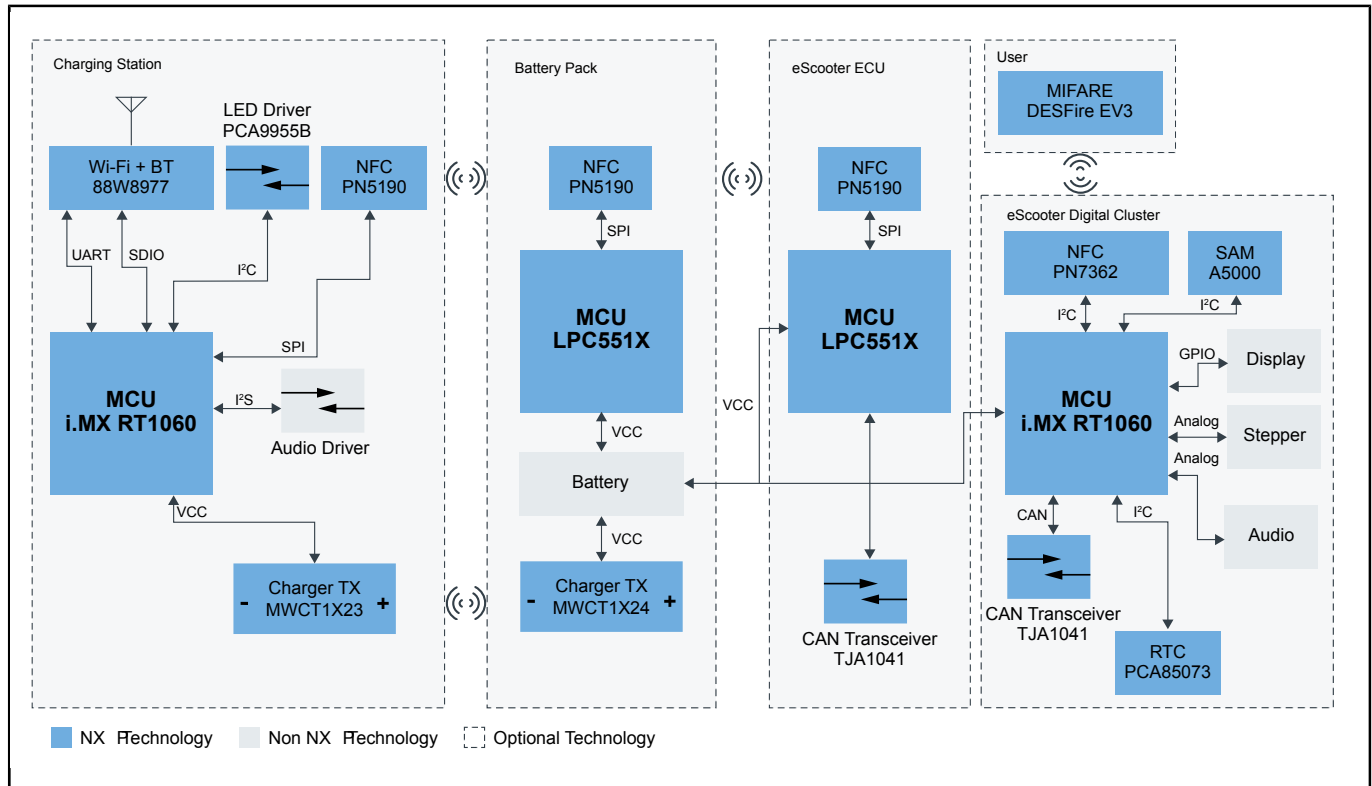 Charging Station
LED Driver
PCA9955B
Wi-Fi + BT
88W8977
NFC
PN5190
UART
SDIO
I²C
SPI
MCU
i.MX RT1060
I²S
Audio Driver
VCC
Charger TX
MWCT1X23
-
+
Battery Pack
NFC
PN5190
SPI
MCU
LPC551X
VCC
Battery
VCC
Charger TX
MWCT1X24
-
+
eScooter ECU
NFC
PN5190
SPI
MCU
LPC551X
VCC
CAN Transceiver
TJA1041
User
MIFARE
DESFire EV3
eScooter Digital Cluster
NFC
PN7362
SAM
A5000
I²C
I²C
GPIO
Display
MCU
i.MX RT1060
Analog
Stepper
Analog
CAN
I²C
Audio
CAN Transceiver
TJA1041
RTC
PCA85073
NX P Technology
Non NX P Technology
Optional Technology